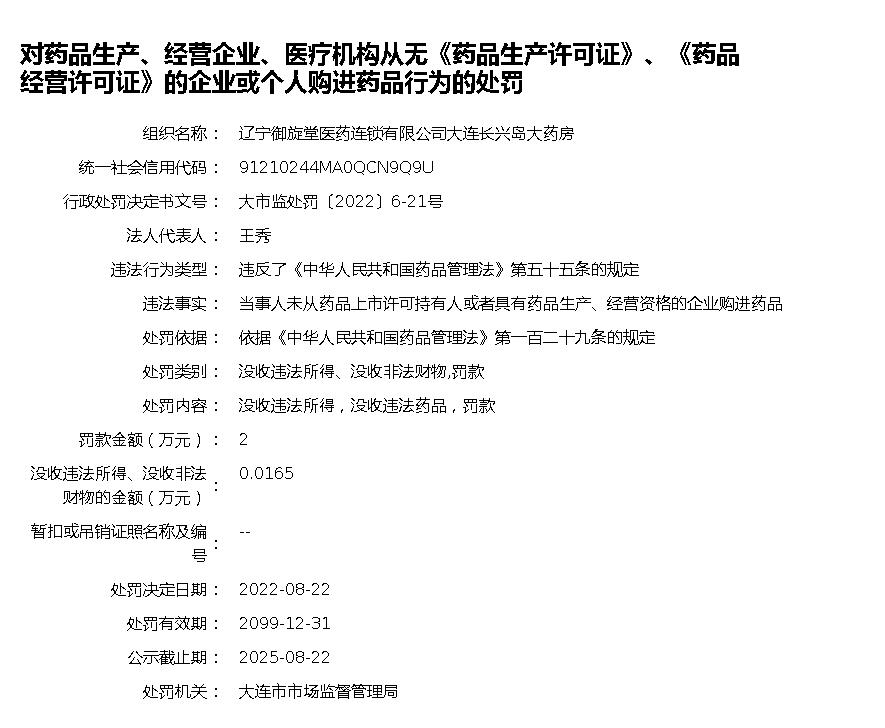 对药品生产、经营企业、医疗机构从无《药品生产许可证》、《药品
经营许可证》的企业或个人购进药品行为的处罚
组织名称： 辽宁御旋堂医药连锁有限公司大连长兴岛大药房
统一社会信用代码： 91210244MA0QCN9Q9U
行政处罚决定书文号： 大市监处罚〔2022〕6-21号
法人代表人： 王秀
违法行为类型： 违反了《中华人民共和国药品管理法》第五十五条的规定
违法事实： 当事人未从药品上市许可持有人或者具有药品生产、经营资格的企业购进药品
处罚依据： 依据《中华人民共和国药品管理法》第一百二十九条的规定
处罚类别： 没收违法所得、没收非法财物,罚款
处罚内容： 没收违法所得，没收违法药品，罚款
罚款金额（万元）： 2
没收违法所得、没收非法
财物的金额（万元）： 0.0165
暂扣或吊销证照名称及编
号： --
处罚决定日期： 2022-08-22
处罚有效期： 2099-12-31
公示截止期： 2025-08-22
处罚机关： 大连市市场监督管理局